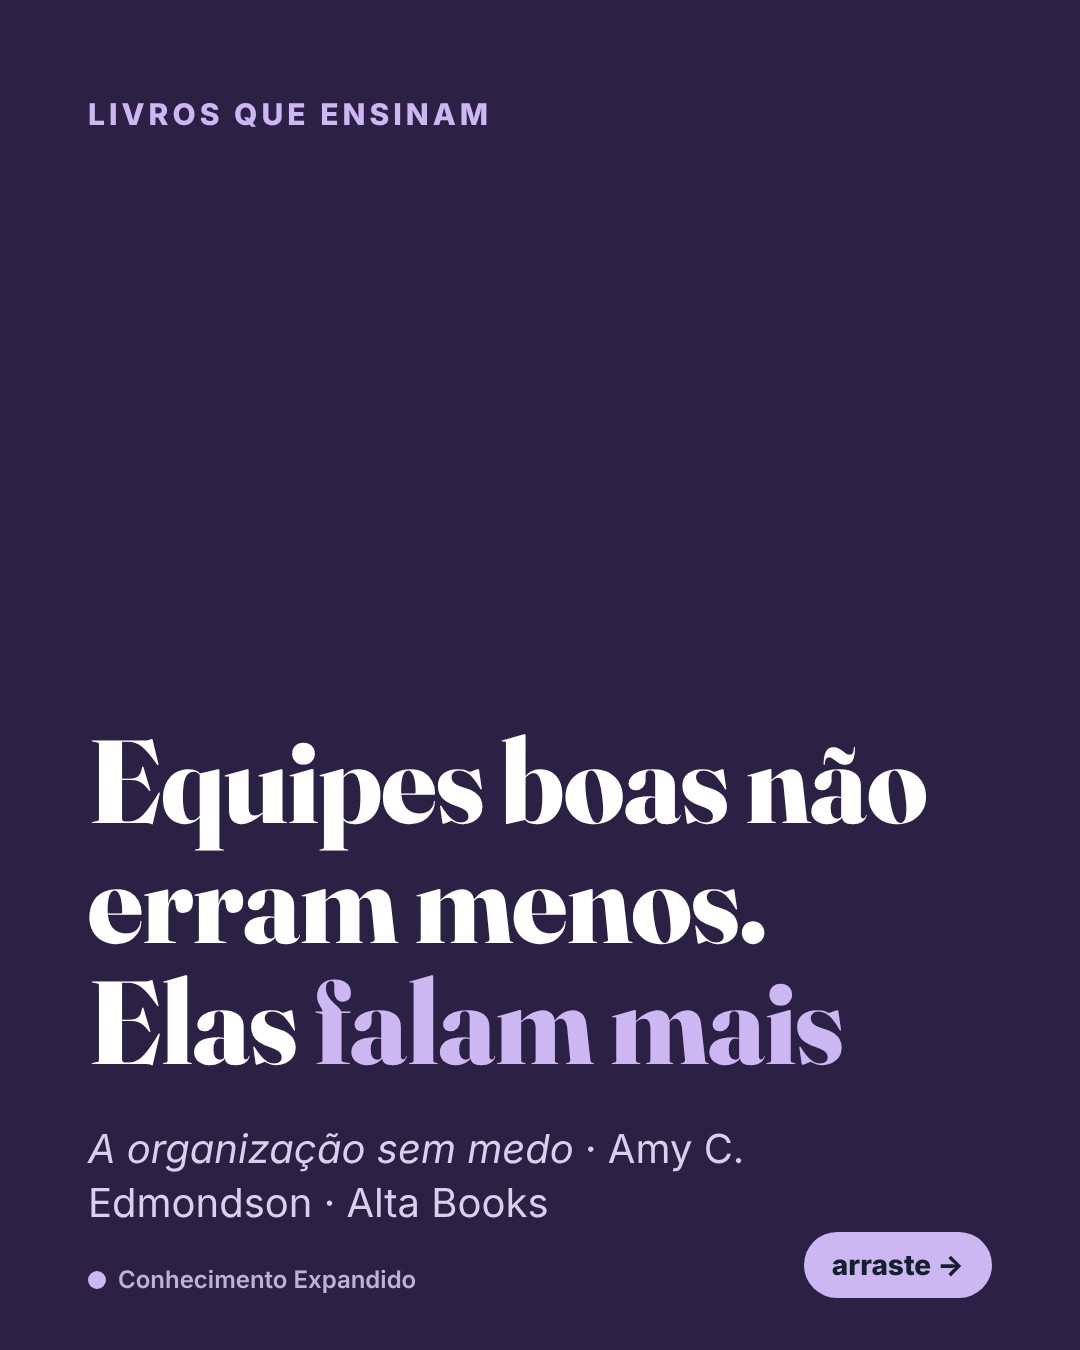 LIVROS QUE ENSINAM
Equipes boas não
erram menos.
Elas falam mais
A organização sem medo · Amy C.
Edmondson · Alta Books
Conhecimento Expandido
arraste →